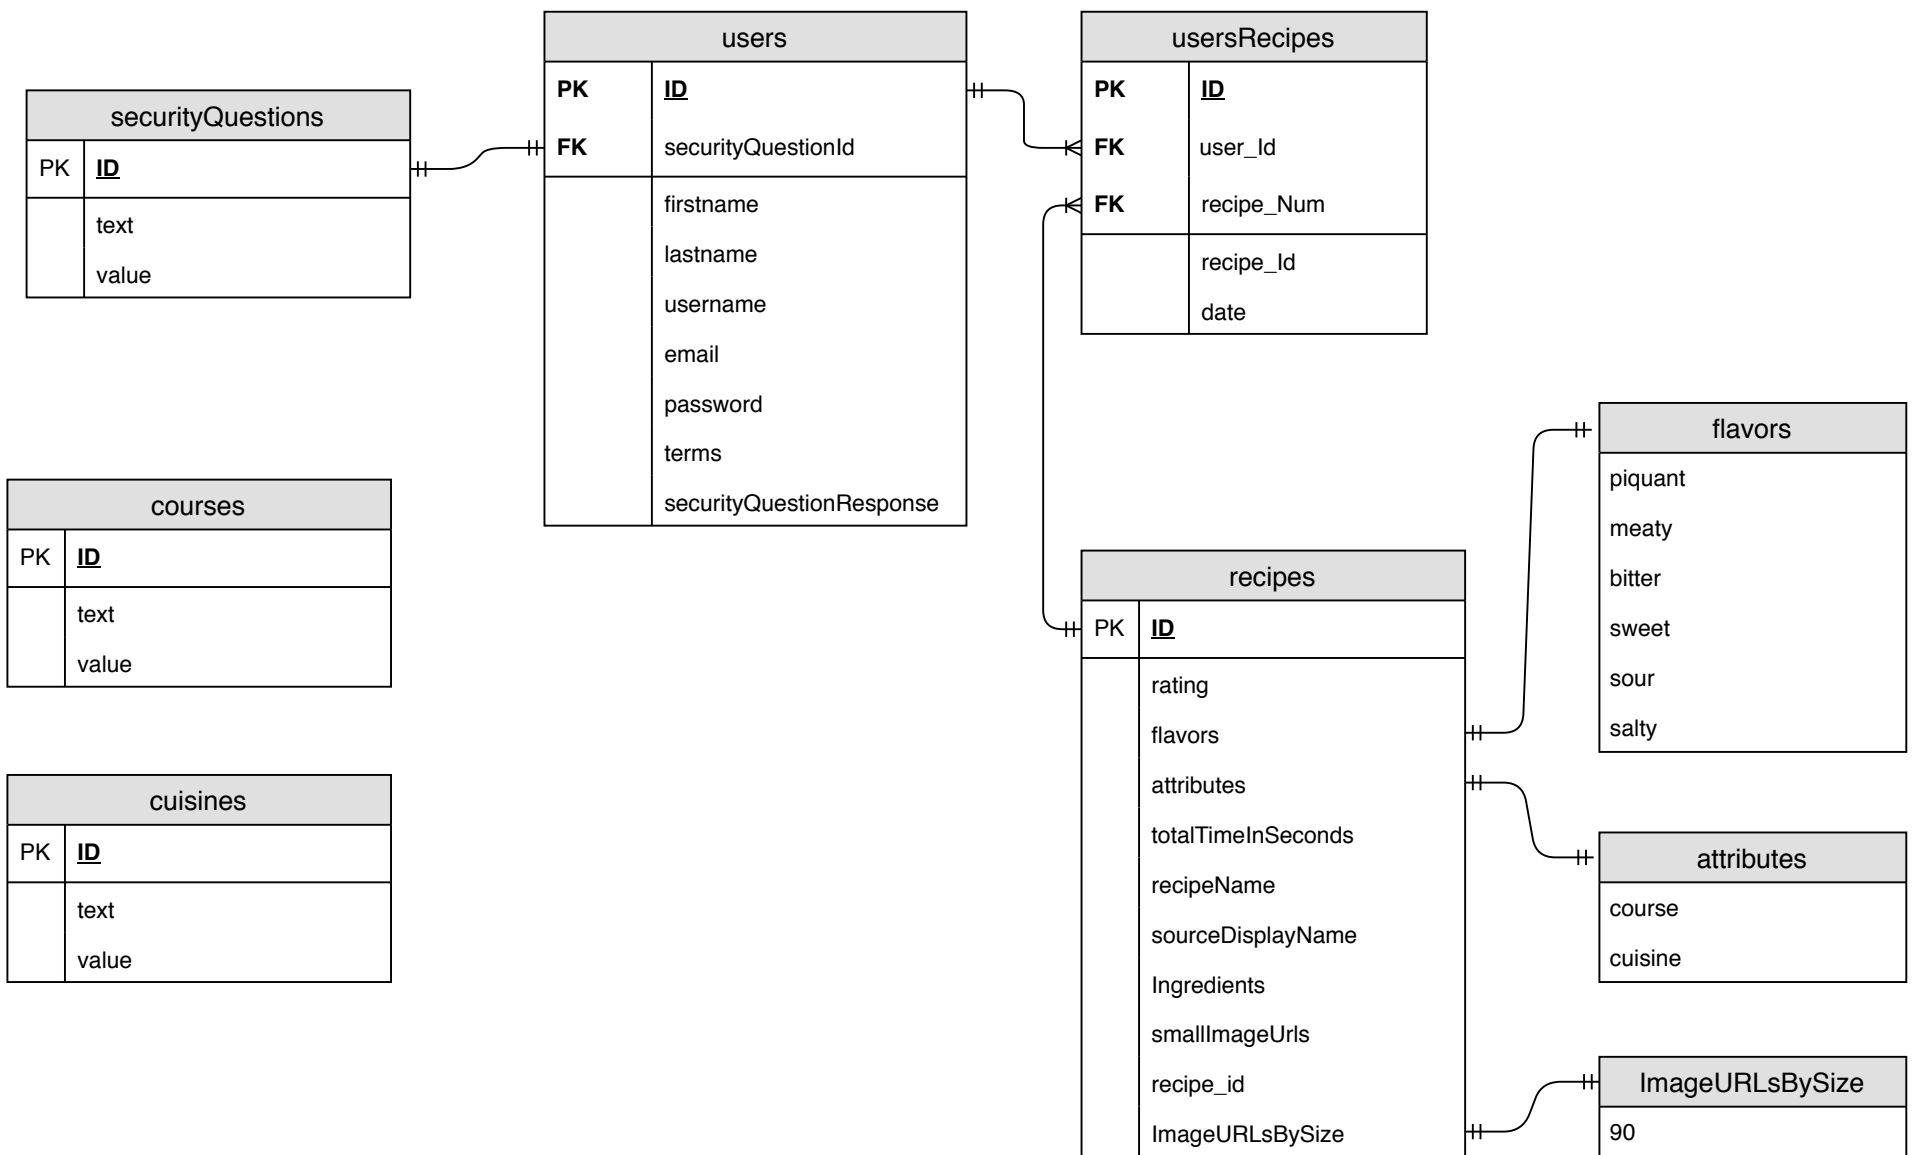 securityQuestions
PK ID
text
value
users
PK ID
FK securityQuestionId
firstname
lastname
username
email
password
terms
securityQuestionResponse
usersRecipes
PK ID
FK user_Id
FK recipe_Num
recipe_Id
date
courses
PK ID
text
value
cuisines
PK ID
text
value
recipes
PK ID
rating
flavors
attributes
totalTimeInSeconds
recipeName
sourceDisplayName
Ingredients
smallImageUrls
recipe_id
ImageURLsBySize
flavors
piquant
meaty
bitter
sweet
sour
salty
attributes
course
cuisine
ImageURLsBySize
90